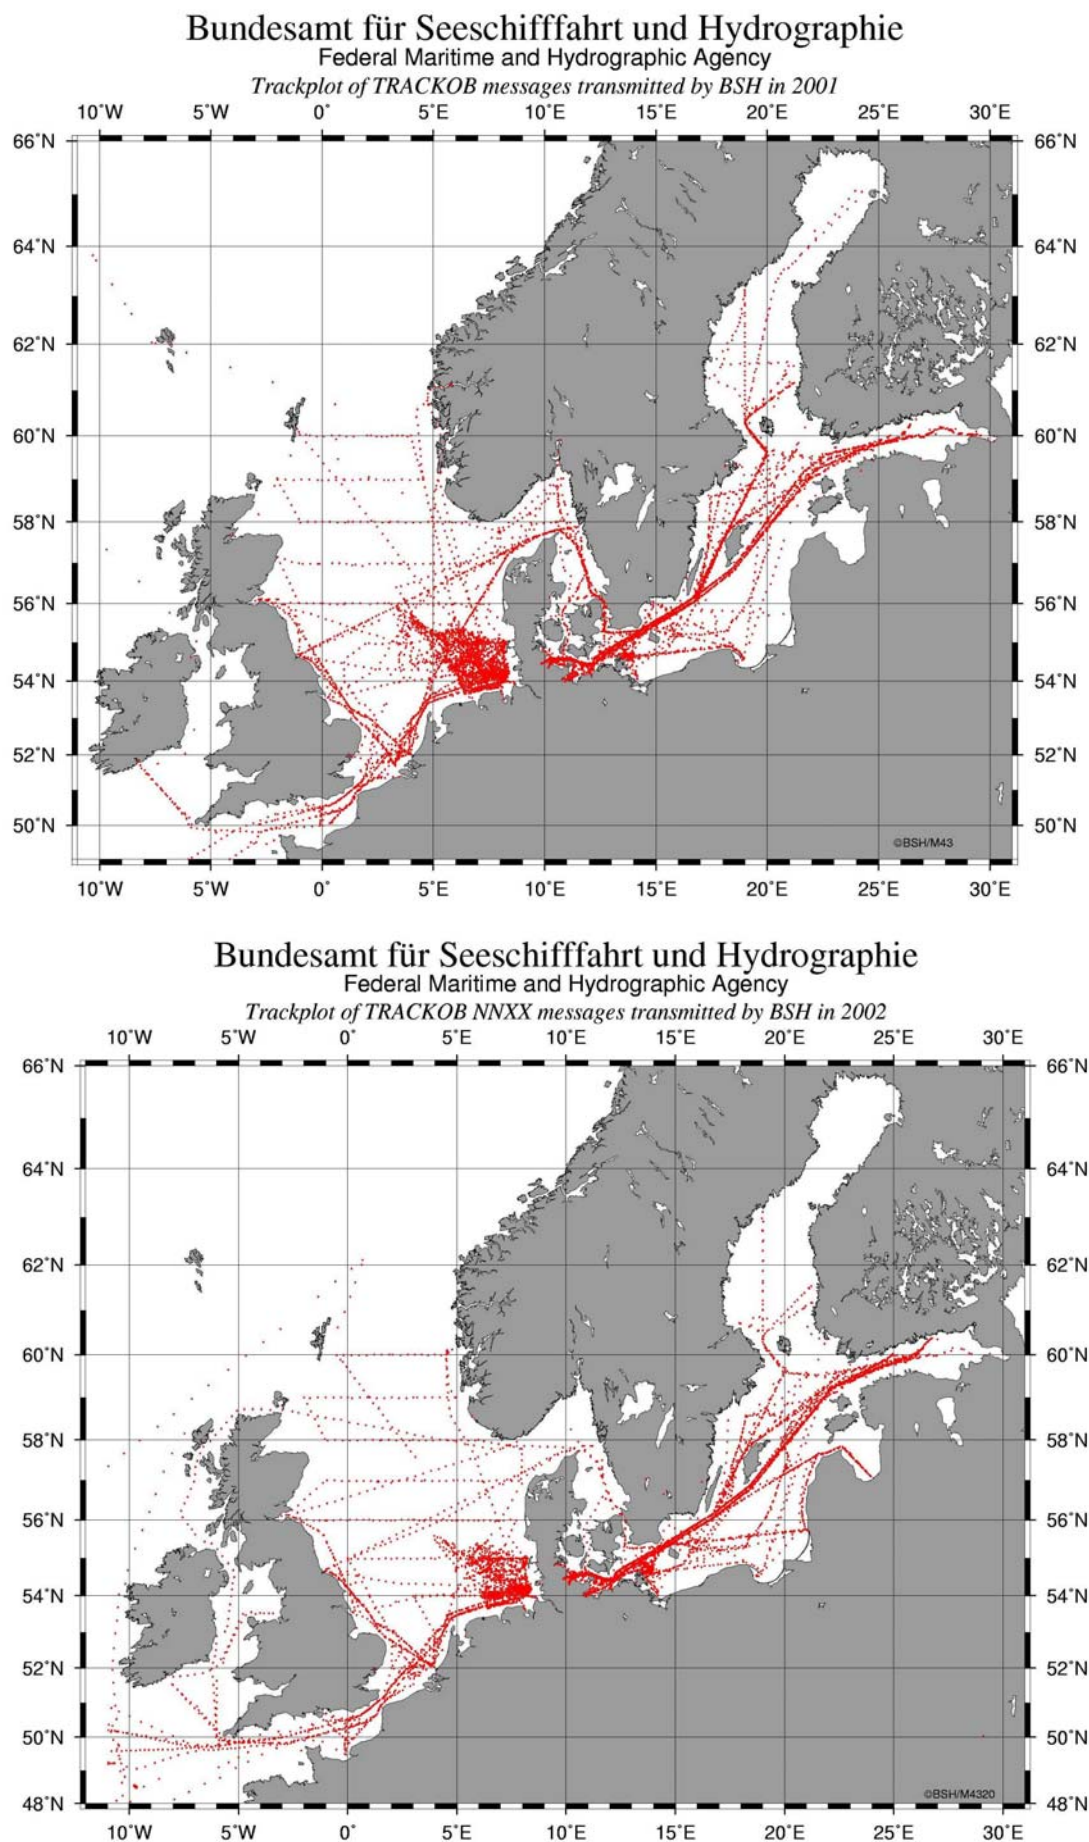 Bundesamt für Seeschifffahrt und Hydrographie
Federal Maritime and Hydrographic Agency
Trackplot of TRACKOB messages transmitted by BSH in 2001
10˚W 5˚W 0˚ 5˚E 10˚E 15˚E 20˚E 25˚E 30˚E
66˚N 66˚N
64˚N 64˚N
62˚N 62˚N
60˚N 60˚N
58˚N 58˚N
56˚N 56˚N
54˚N 54˚N
52˚N 52˚N
50˚N 50˚N
©BSH/M43
10˚W 5˚W 0˚ 5˚E 10˚E 15˚E 20˚E 25˚E 30˚E
Bundesamt für Seeschifffahrt und Hydrographie
Federal Maritime and Hydrographic Agency
Trackplot of TRACKOB NNXX messages transmitted by BSH in 2002
10˚W 5˚W 0˚ 5˚E 10˚E 15˚E 20˚E 25˚E 30˚E
66˚N 66˚N
64˚N 64˚N
62˚N 62˚N
60˚N 60˚N
58˚N 58˚N
56˚N 56˚N
54˚N 54˚N
52˚N 52˚N
50˚N 50˚N
©BSH/M4320
48˚N 48˚N
10˚W 5˚W 0˚ 5˚E 10˚E 15˚E 20˚E 25˚E 30˚E